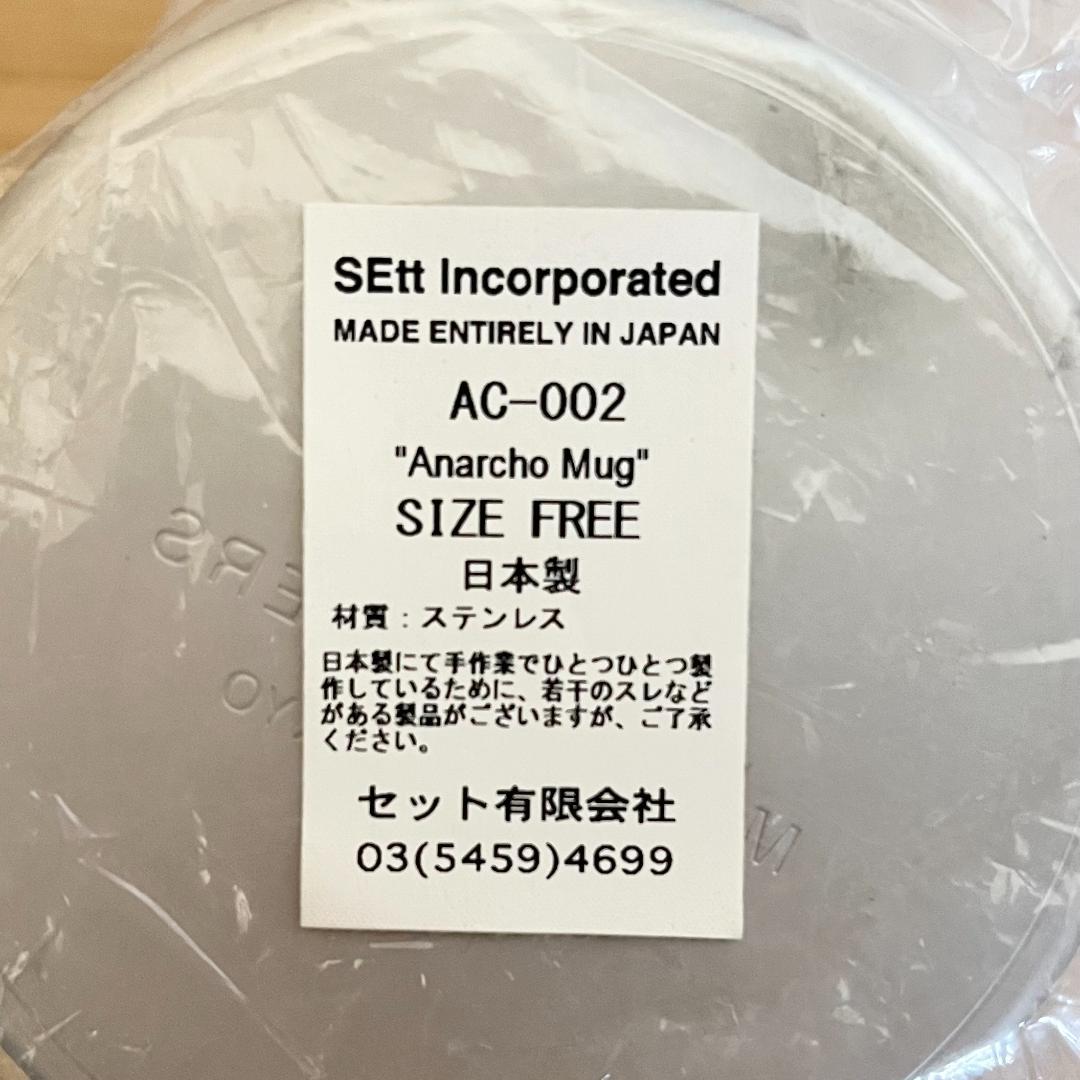 SEtt Incorporated
MADE ENTIRELY IN JAPAN
AC-002
"Anarcho Mug"
SIZE FREE
日本製
材質：ステンレス
日本製にて手作業でひとつひとつ製
作しているために、若干のスレなど
がある製品がございますが、ご了承
ください。
セット有限会社
03(5459)4699